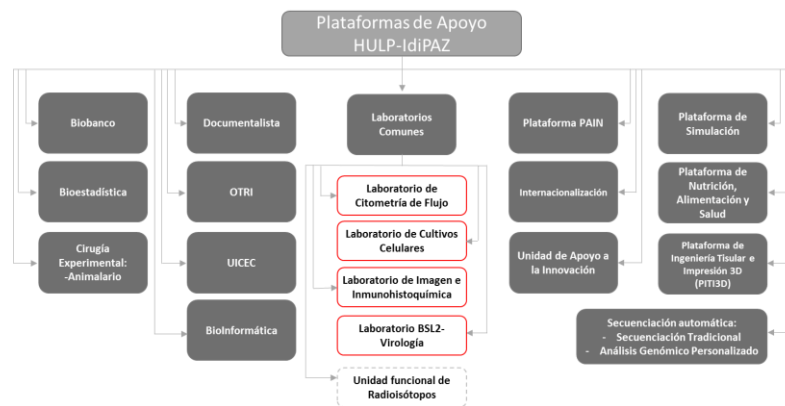 Plataformas de Apoyo
HULP-IdiPAZ
Biobanco
Documentalista
Laboratorios
Comunes
Plataforma PAIN
Plataforma de
Simulación
Bioestadística
OTRI
Laboratorio de
Citometría de Flujo
Internacionalización
Plataforma de
Nutrición,
Alimentación y
Salud
Cirugía
Experimental:
-Animalario
UICEC
Laboratorio de Cultivos
Celulares
Unidad de Apoyo a
la Innovación
Plataforma de
Ingeniería Tisular e
Impresión 3D
(PITI3D)
Laboratorio de Imagen e
Inmunohistoquímica
BioInformática
Laboratorio BSL2-
Virología
Secuenciación automática:
- Secuenciación Tradicional
- Análisis Genómico Personalizado
Unidad funcional de
Radioisótopos